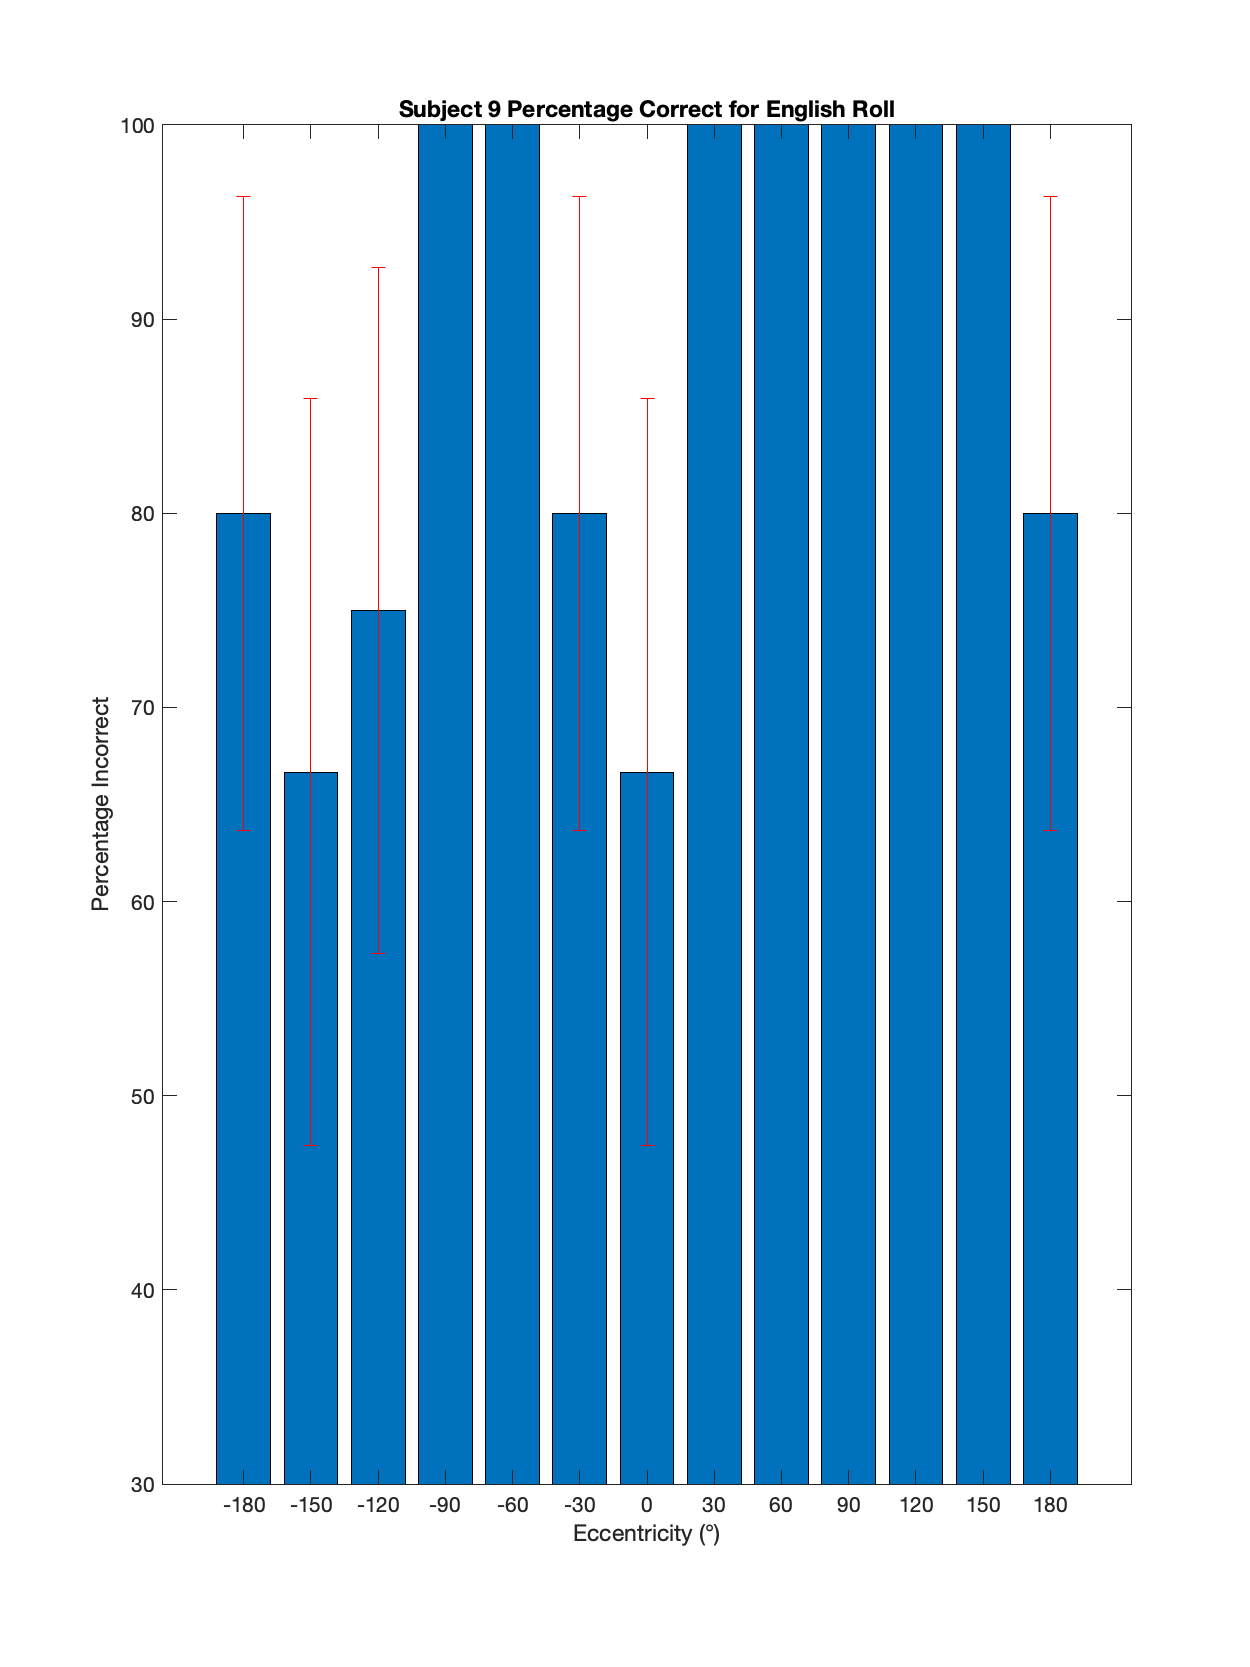 Subject 9 Percentage Correct for English Roll
100
90
80
70
60
50
40
30
Percentage Incorrect
-180 -150 -120 -90 -60 -30 0 30 60 90 120 150 180
Eccentricity (°)